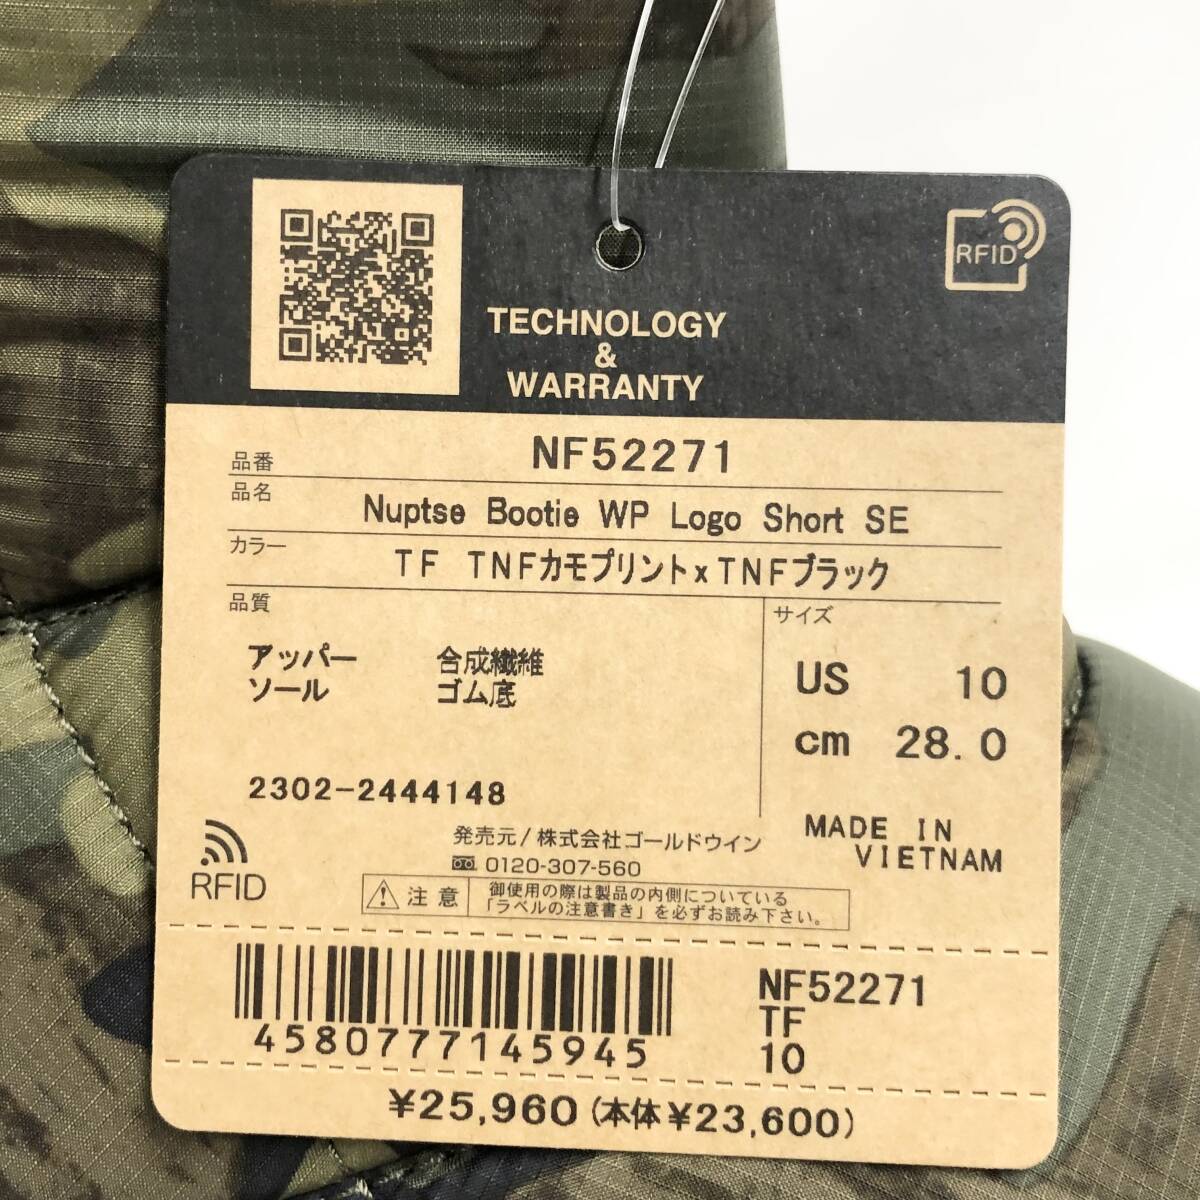 RFID
TECHNOLOGY
&
WARRANTY
品番 NF52271
品名 Nuptse Bootie WP Logo Short SE
カラー TF TNFカモプリントxTNFブラック
品質
アッパー 合成繊維
ソール ゴム底
サイズ
US 10
cm 28.0
2302-2444148
MADE IN
VIETNAM
RFID
発売元/株式会社ゴールドウイン
0120-307-560
注意
御使用の際は製品の内側についている
「ラベルの注意書き」を必ずお読み下さい。
4580777145945
NF52271
TF
10
¥25,960(本体¥23,600)